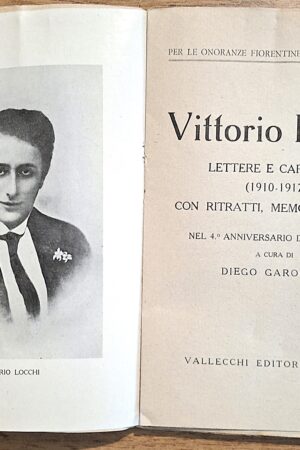 RIO LOCCHI
PER LE ONORANZE FIORENTINE
Vittorio
LETTERE E CAR
(1910-1917
CON RITRATTI, MEMO
NEL 4.º ANNIVERSARIO D
A CURA DI
DIEGO GARO
VALLECCHI EDITOR